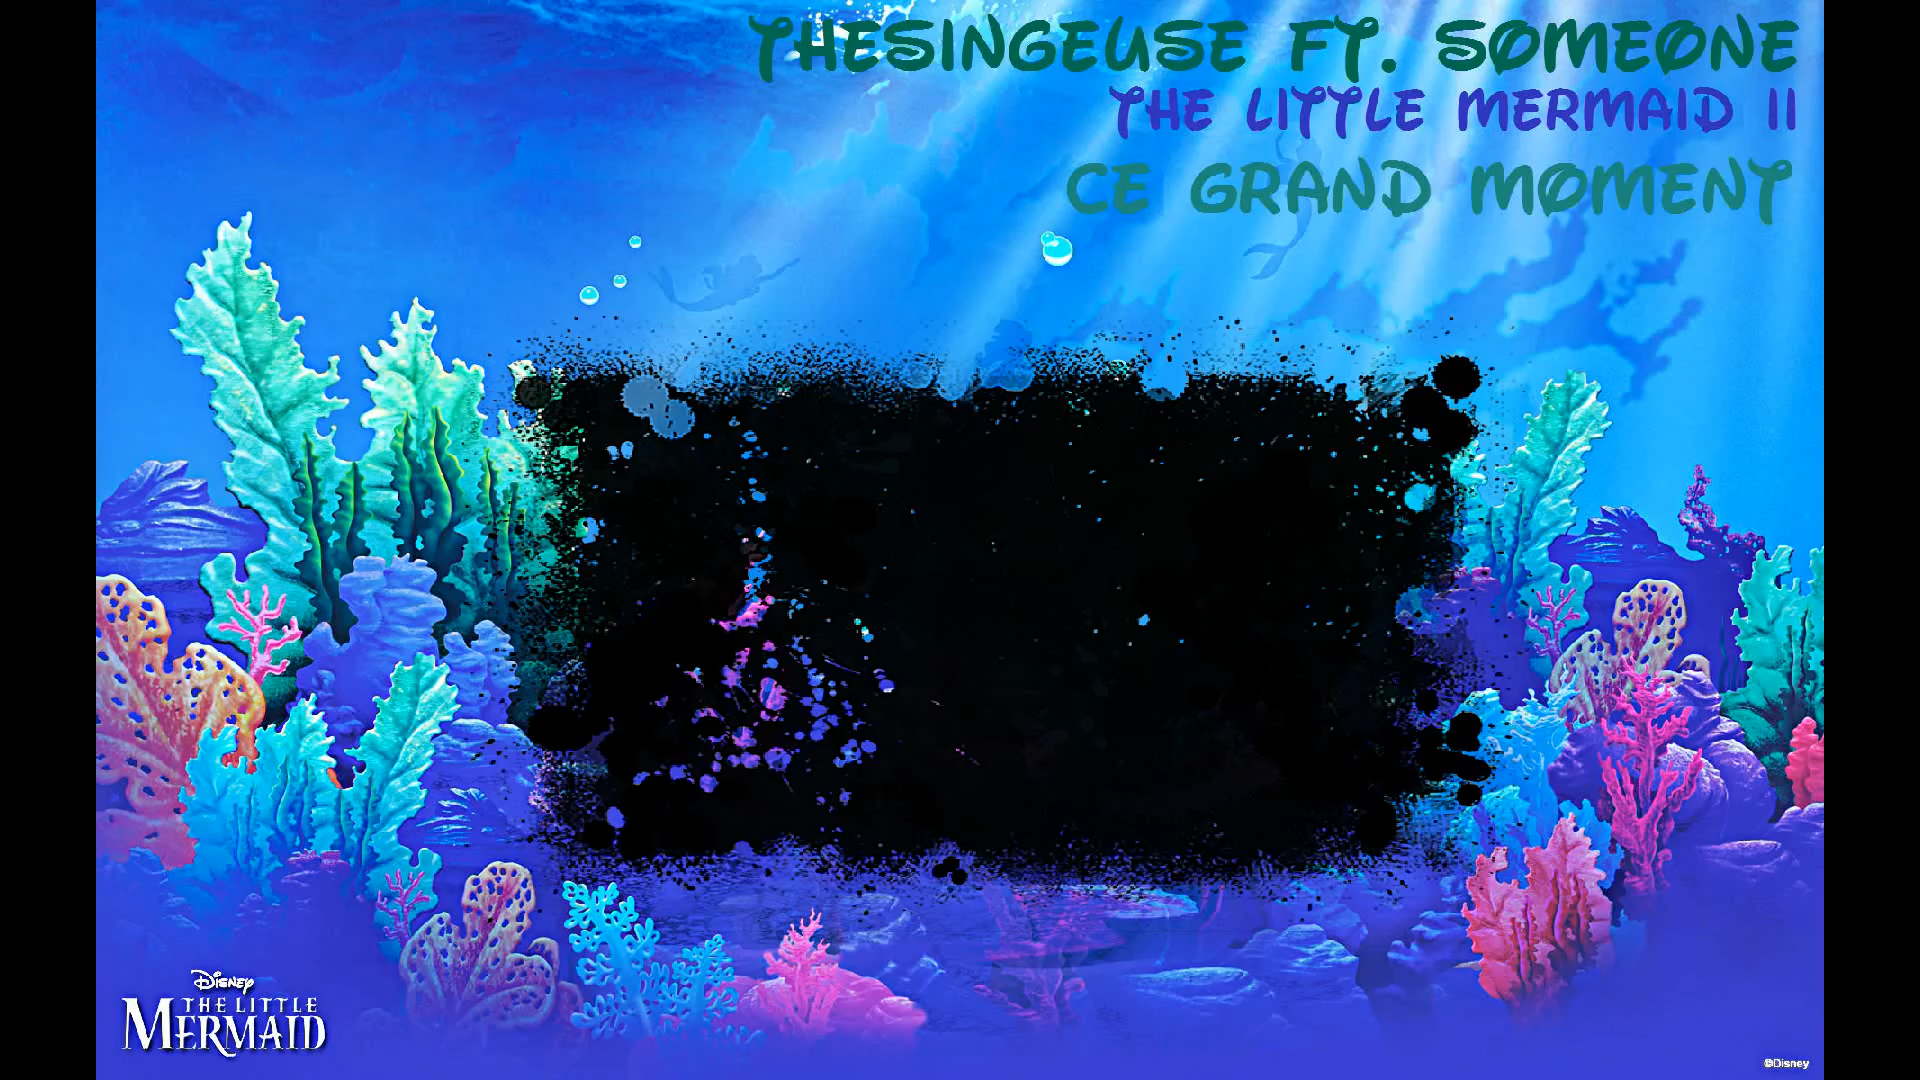 THESINGEUSE FT. SOMEONE
THE LITTLE MERMAID II
CE GRAND MOMENT
Disney
THE LITTLE
MERMAID
©Disney